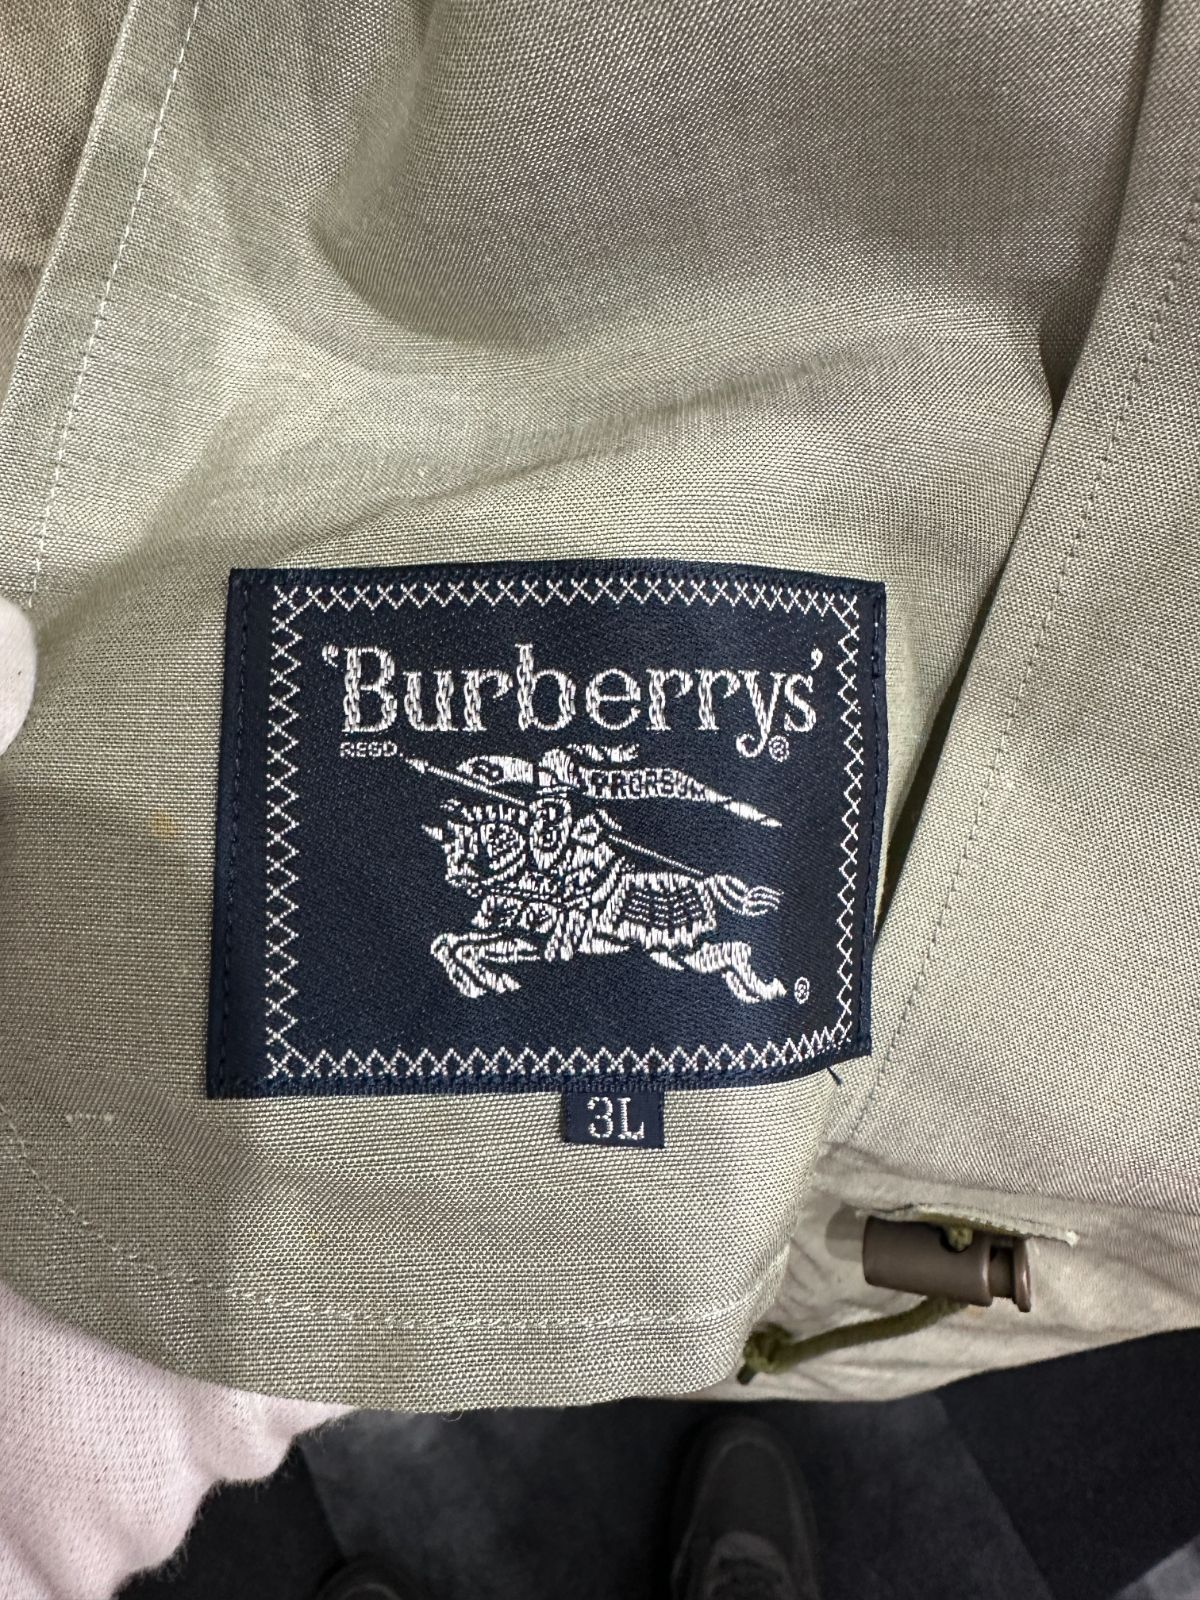 'Burberrys'
REGD. ®
PRORSUM
®
3L